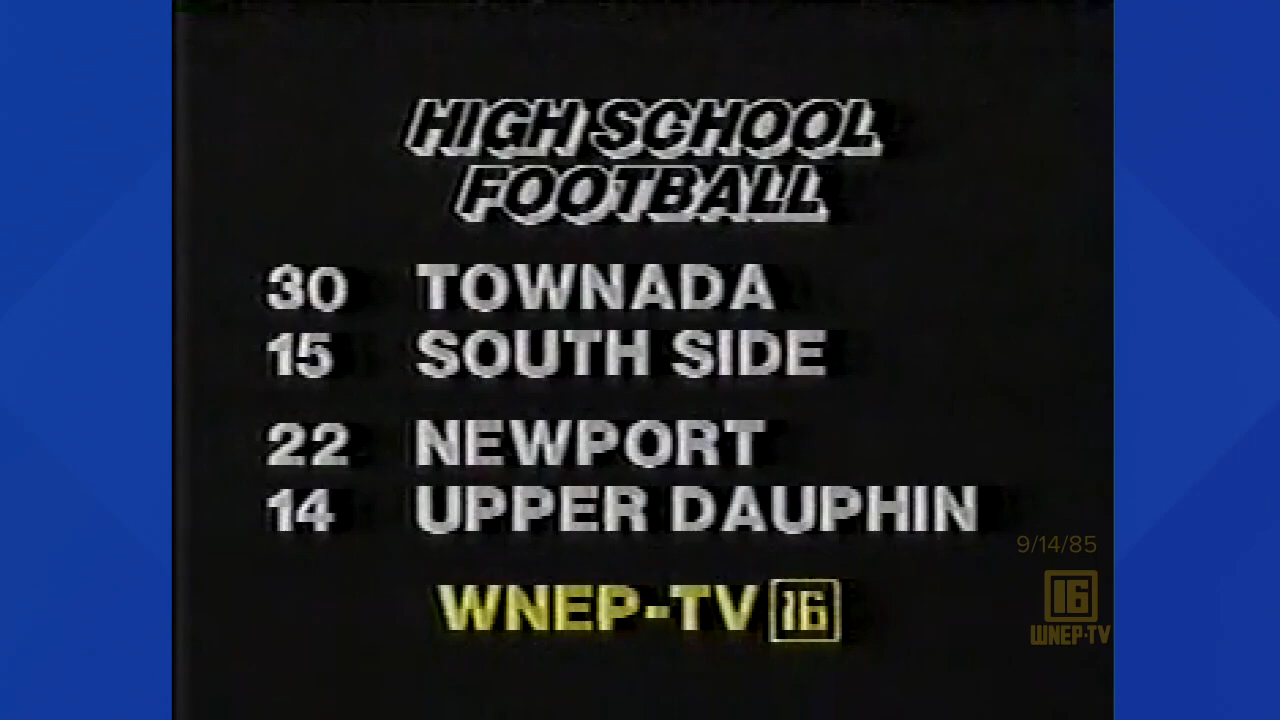 HIGH SCHOOL
FOOTBALL
30 TOWNADA
15 SOUTH SIDE
22 NEWPORT
14 UPPER DAUPHIN
9/14/85
WNEP-TV 16
16
WNEP-TV